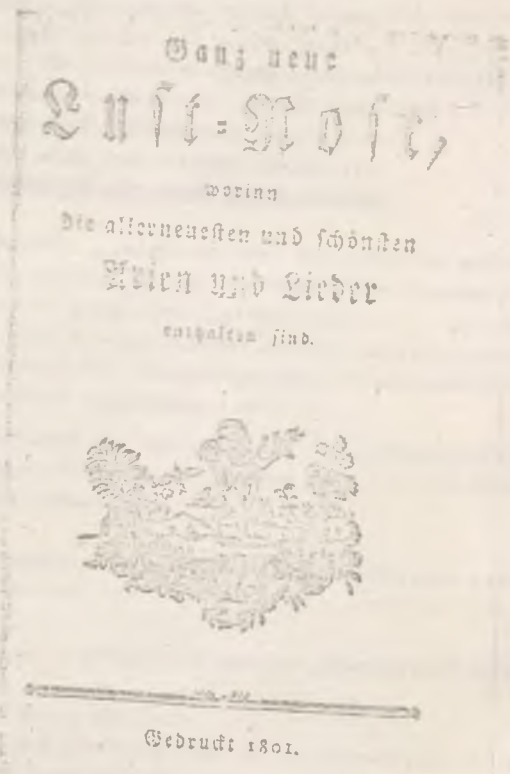 Ganz neue
Lust-Rose,
worinn
die allerneuesten und schönsten
Arien und Lieder
enthalten sind.
Gedruckt 1801.